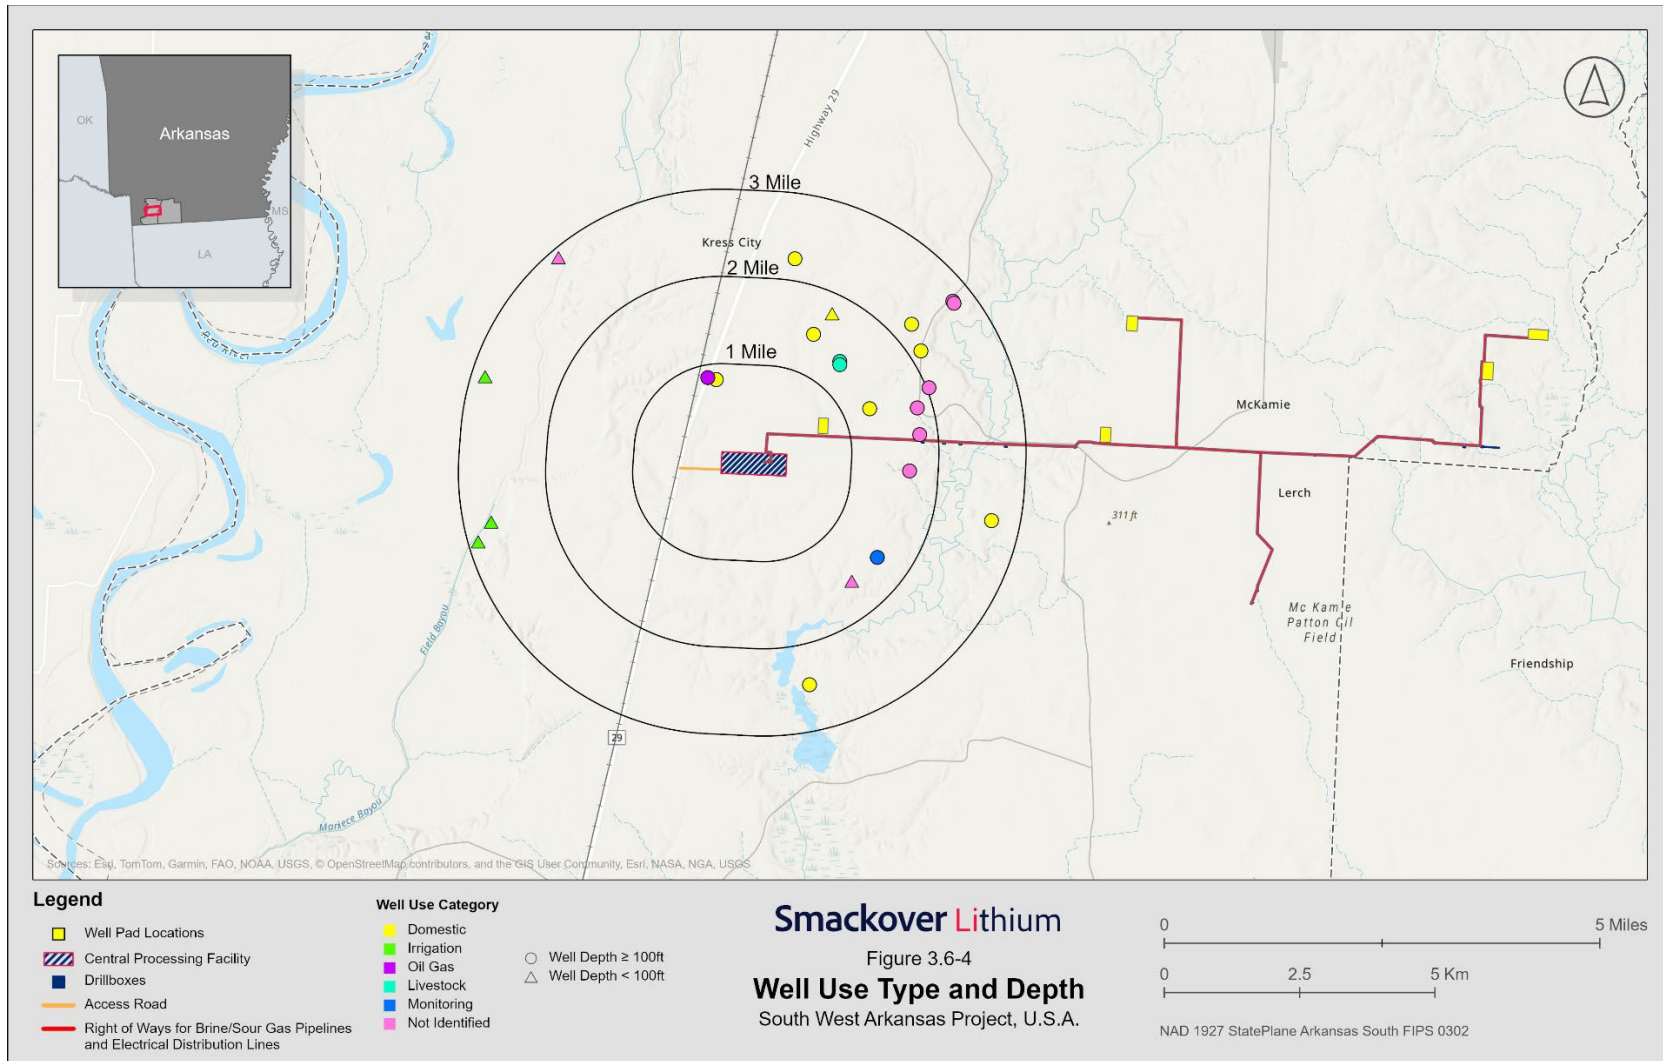 OK
Arkansas
MS
LA
Highway 29
3 Mile
Kress City
2 Mile
1 Mile
Red River
McKamie
Lerch
311 ft
Mc Kamie
Patton Oil
Field
Friendship
Field Bayou
29
Maniece Bayou
Sources: Esri, TomTom, Garmin, FAO, NOAA, USGS, © OpenStreetMap contributors, and the GIS User Community, Esri, NASA, NGA, USGS
Legend
Well Pad Locations
Central Processing Facility
Drillboxes
Access Road
Right of Ways for Brine/Sour Gas Pipelines
and Electrical Distribution Lines
Well Use Category
Domestic
Irrigation
Oil Gas
Livestock
Monitoring
Not Identified
Well Depth ≥ 100ft
Well Depth < 100ft
Smackover Lithium
Figure 3.6-4
Well Use Type and Depth
South West Arkansas Project, U.S.A.
0 5 Miles
0 2.5 5 Km
NAD 1927 StatePlane Arkansas South FIPS 0302